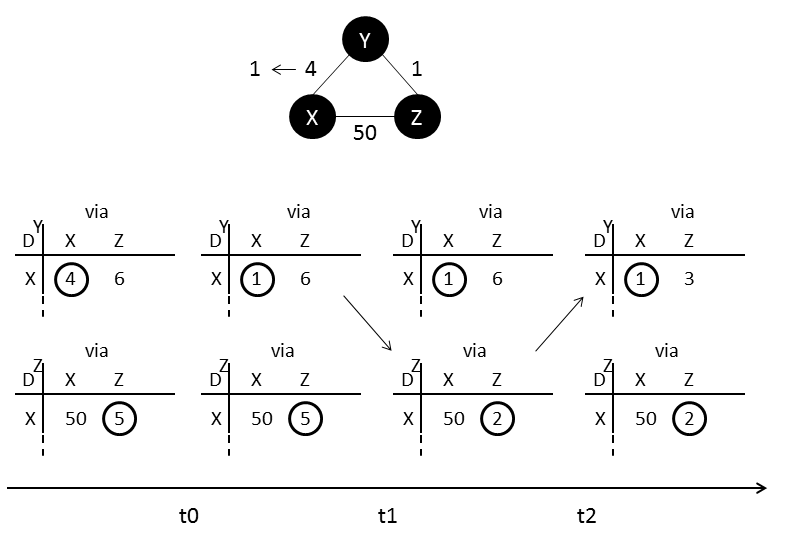 Y
1 ← 4 1
X Z
50
via via via via
Y Y Y Y
D X Z D X Z D X Z D X Z
X 4 6 X 1 6 X 1 6 X 1 3
via via via via
Z Z Z Z
D X Z D X Z D X Z D X Z
X 50 5 X 50 5 X 50 2 X 50 2
t0 t1 t2